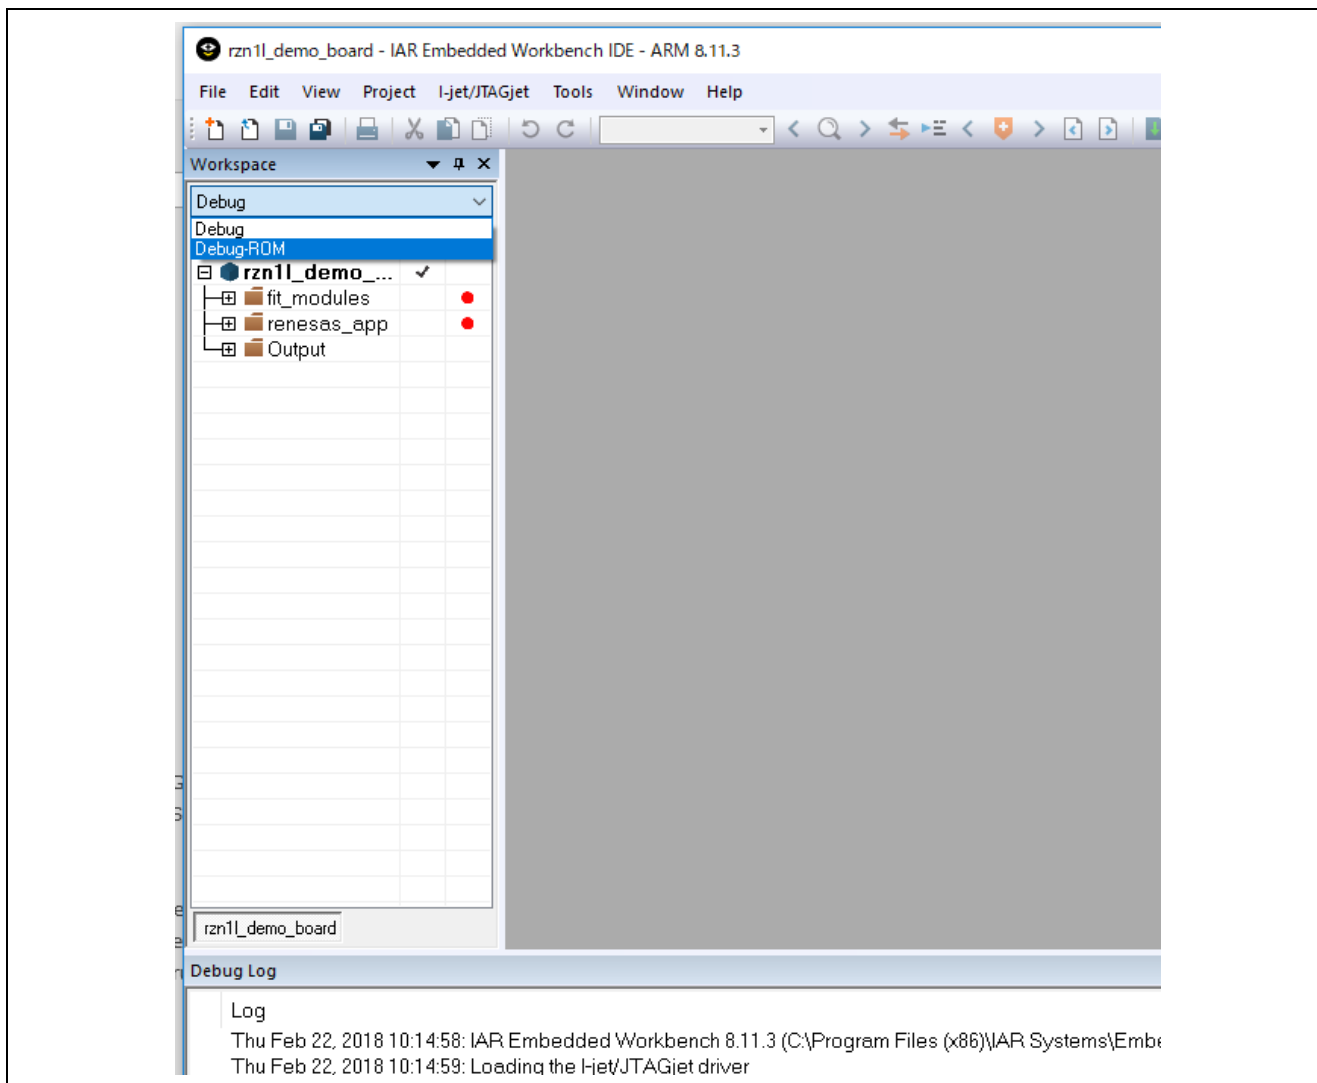 rzn1l_demo_board - IAR Embedded Workbench IDE - ARM 8.11.3
File Edit View Project I-jet/JTAGjet Tools Window Help
Workspace
Debug
Debug
Debug-ROM
rzn1l_demo_...
fit_modules
renesas_app
Output
rzn1l_demo_board
Debug Log
Log
Thu Feb 22, 2018 10:14:58: IAR Embedded Workbench 8.11.3 (C:\Program Files (x86)\IAR Systems\Embe
Thu Feb 22, 2018 10:14:59: Loading the I-jet/JTAGjet driver